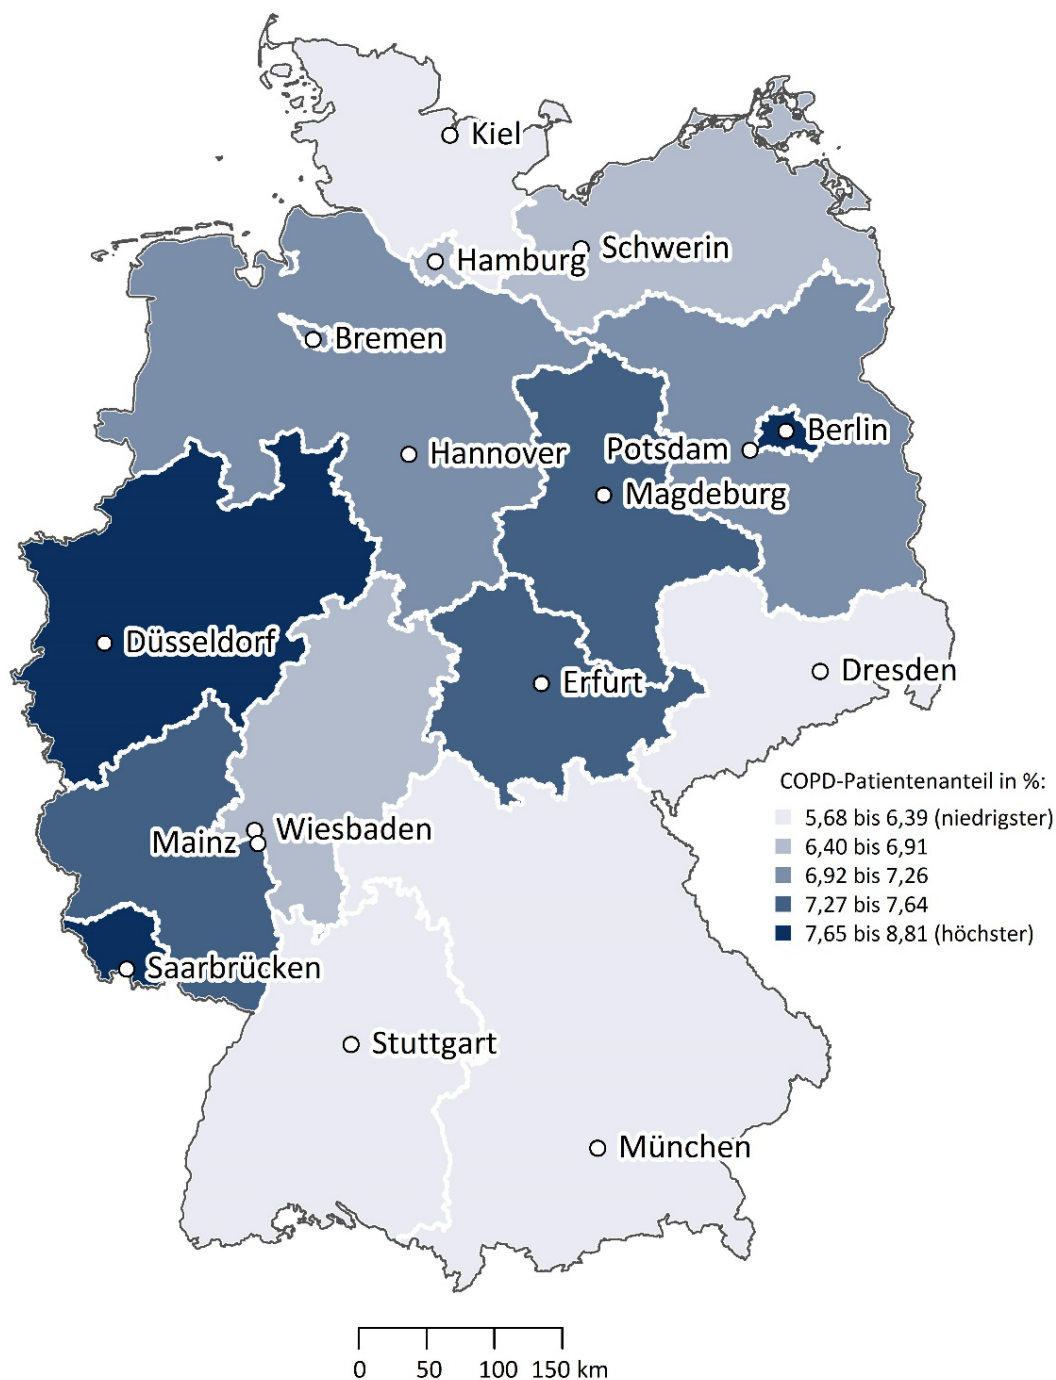 Kiel
Schwerin
Hamburg
Bremen
Berlin
Potsdam
Hannover
Magdeburg
Düsseldorf
Erfurt
Dresden
COPD-Patientenanteil in %:
5,68 bis 6,39 (niedrigster)
6,40 bis 6,91
6,92 bis 7,26
7,27 bis 7,64
7,65 bis 8,81 (höchster)
Wiesbaden
Mainz
Saarbrücken
Stuttgart
München
0 50 100 150 km